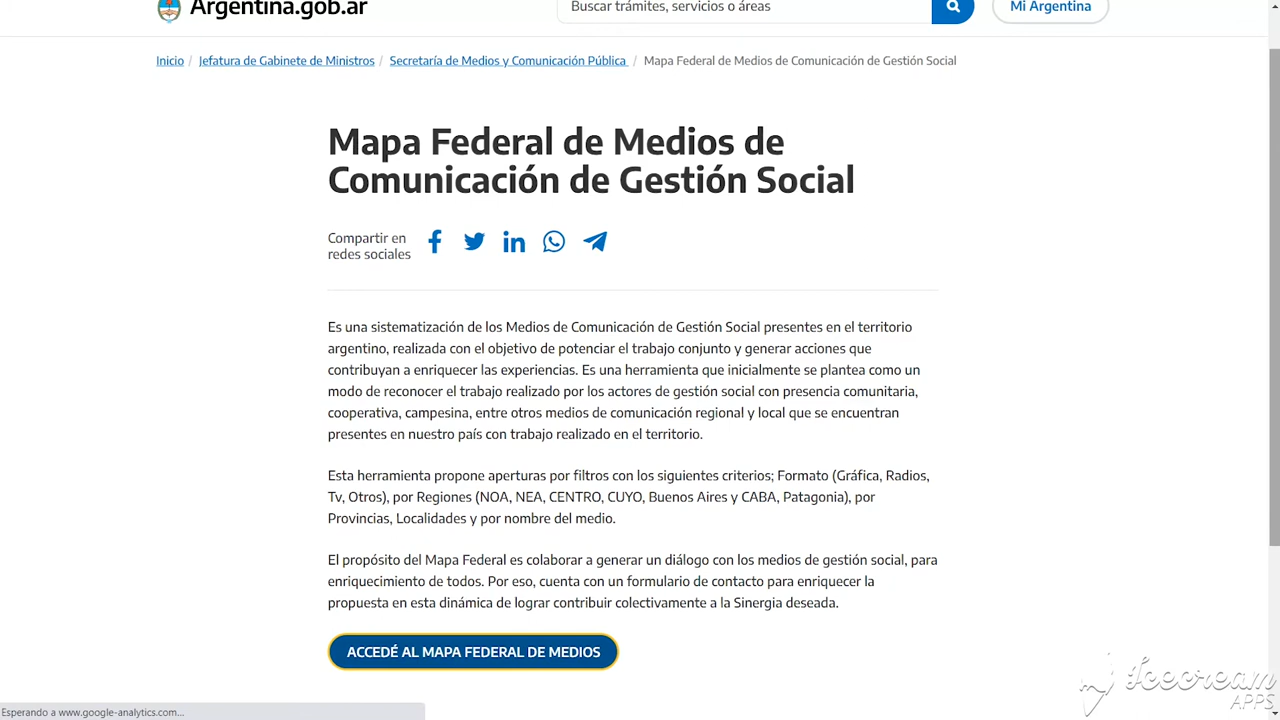 Argentina.gob.ar
Buscar trámites, servicios o áreas
Mi Argentina
Inicio / Jefatura de Gabinete de Ministros / Secretaría de Medios y Comunicación Pública / Mapa Federal de Medios de Comunicación de Gestión Social
Mapa Federal de Medios de
Comunicación de Gestión Social
Compartir en
redes sociales
Es una sistematización de los Medios de Comunicación de Gestión Social presentes en el territorio
argentino, realizada con el objetivo de potenciar el trabajo conjunto y generar acciones que
contribuyan a enriquecer las experiencias. Es una herramienta que inicialmente se plantea como un
modo de reconocer el trabajo realizado por los actores de gestión social con presencia comunitaria,
cooperativa, campesina, entre otros medios de comunicación regional y local que se encuentran
presentes en nuestro país con trabajo realizado en el territorio.
Esta herramienta propone aperturas por filtros con los siguientes criterios; Formato (Gráfica, Radios,
Tv, Otros), por Regiones (NOA, NEA, CENTRO, CUYO, Buenos Aires y CABA, Patagonia), por
Provincias, Localidades y por nombre del medio.
El propósito del Mapa Federal es colaborar a generar un diálogo con los medios de gestión social, para
enriquecimiento de todos. Por eso, cuenta con un formulario de contacto para enriquecer la
propuesta en esta dinámica de lograr contribuir colectivamente a la Sinergia deseada.
ACCEDÉ AL MAPA FEDERAL DE MEDIOS
Esperando a www.google-analytics.com...
Icecream
APPS